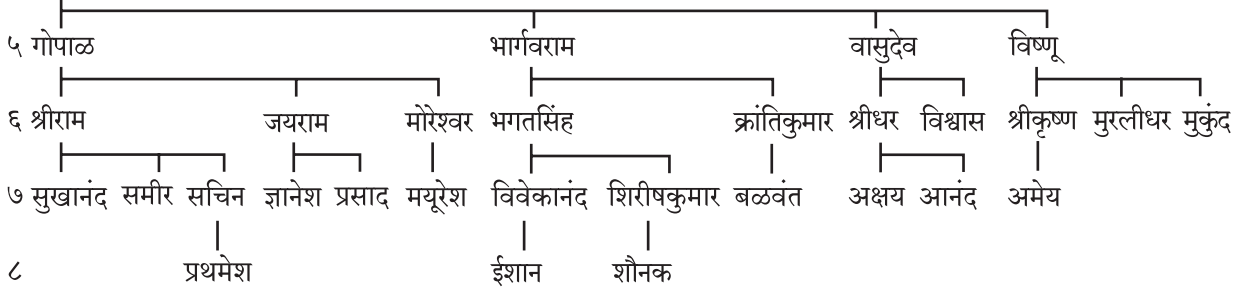 ५ गोपाळ भार्गवराम वासुदेव विष्णू
६ श्रीराम जयराम मोरेश्वर भगतसिंह क्रांतिकुमार श्रीधर विश्वास श्रीकृष्ण मुरलीधर मुकुंद
७ सुखानंद समीर सचिन ज्ञानेश प्रसाद मयूरेश विवेकानंद शिरीषकुमार बळवंत अक्षय आनंद अमेय
८ प्रथमेश ईशान शौनक